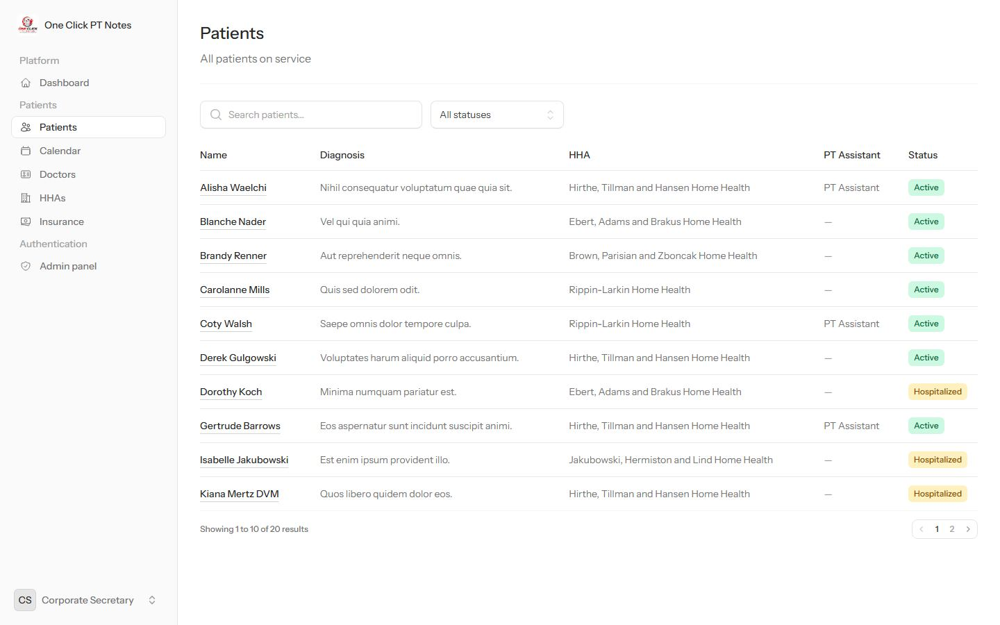 One Click PT Notes
Platform
Dashboard
Patients
Patients
Calendar
Doctors
HHAs
Insurance
Authentication
Admin panel
CS Corporate Secretary
Patients
All patients on service
Search patients...
All statuses
Name Diagnosis HHA PT Assistant Status
Alisha Waelchi Nihil consequatur voluptatum quae quia sit. Hirthe, Tillman and Hansen Home Health PT Assistant Active
Blanche Nader Vel qui quia animi. Ebert, Adams and Brakus Home Health — Active
Brandy Renner Aut reprehenderit neque omnis. Brown, Parisian and Zboncak Home Health — Active
Carolanne Mills Quis sed dolorem odit. Rippin-Larkin Home Health — Active
Coty Walsh Saepe omnis dolor tempore culpa. Rippin-Larkin Home Health PT Assistant Active
Derek Gulgowski Voluptates harum aliquid porro accusantium. Hirthe, Tillman and Hansen Home Health — Active
Dorothy Koch Minima numquam pariatur est. Ebert, Adams and Brakus Home Health — Hospitalized
Gertrude Barrows Eos aspernatur sunt incidunt suscipit animi. Hirthe, Tillman and Hansen Home Health PT Assistant Active
Isabelle Jakubowski Est enim ipsum provident illo. Jakubowski, Hermiston and Lind Home Health — Hospitalized
Kiana Mertz DVM Quos libero quidem dolor eos. Hirthe, Tillman and Hansen Home Health — Hospitalized
Showing 1 to 10 of 20 results
1 2